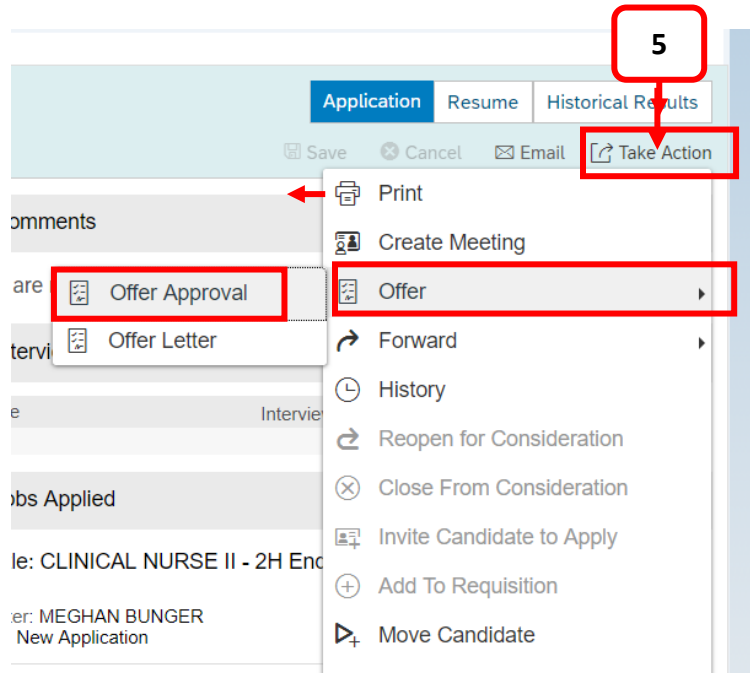 5
Application Resume Historical Results
Save Cancel Email Take Action
Print
omments
Create Meeting
are
Offer Approval
Offer
Offer Letter
Forward
tervi
History
e Intervie
Reopen for Consideration
obs Applied
Close From Consideration
Invite Candidate to Apply
le: CLINICAL NURSE II - 2H End
Add To Requisition
ter: MEGHAN BUNGER
New Application
Move Candidate